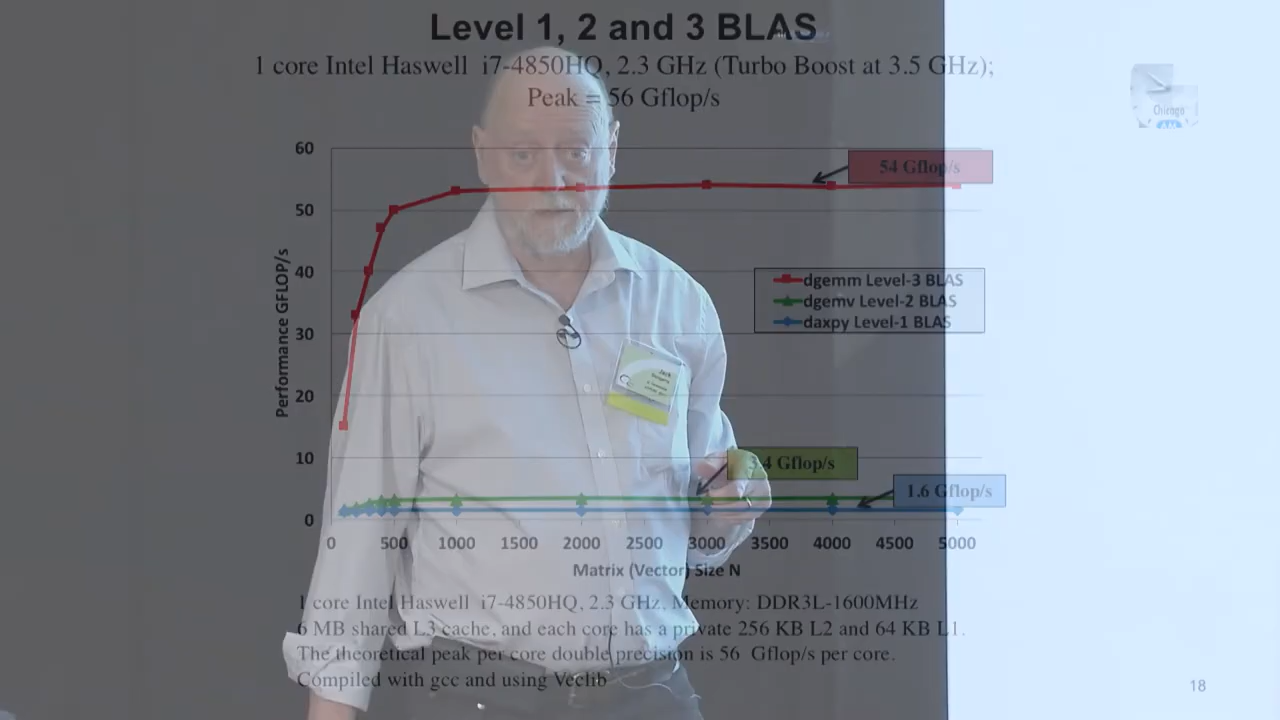 Level 1, 2 and 3 BLAS
1 core Intel Haswell i7-4850HQ, 2.3 GHz (Turbo Boost at 3.5 GHz);
Peak = 56 Gflop/s
60
54 Gflop/s
50
40
dgemm Level-3 BLAS
dgemv Level-2 BLAS
daxpy Level-1 BLAS
30
20
10
.4 Gflop/s
1.6 Gflop/s
0
Performance GFLOP/s
0 500 1000 1500 2000 2500 3000 3500 4000 4500 5000
Matrix (Vector) Size N
1 core Intel Haswell i7-4850HQ, 2.3 GHz, Memory: DDR3L-1600MHz
6 MB shared L3 cache, and each core has a private 256 KB L2 and 64 KB L1.
The theoretical peak per core double precision is 56 Gflop/s per core.
Compiled with gcc and using Veclib
18
Jack